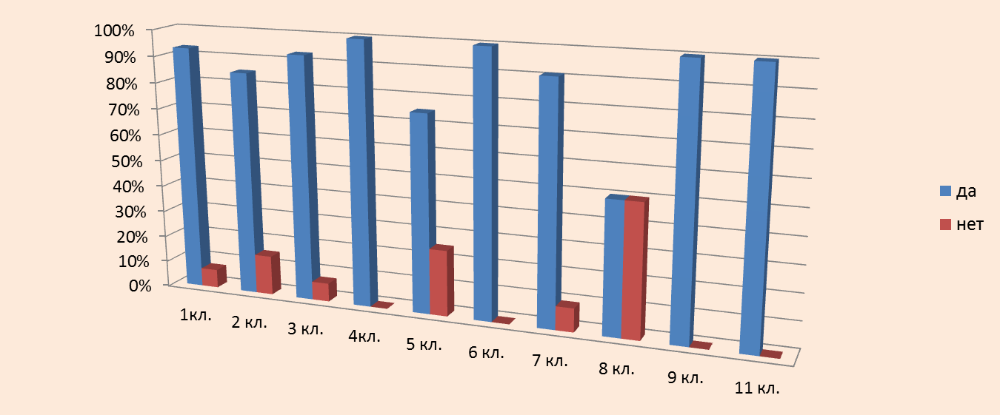 100%
90%
80%
70%
60%
50%
40%
30%
20%
10%
0%
1кл.
2 кл.
3 кл.
4кл.
5 кл.
6 кл.
7 кл.
8 кл.
9 кл.
11 кл.
да
нет